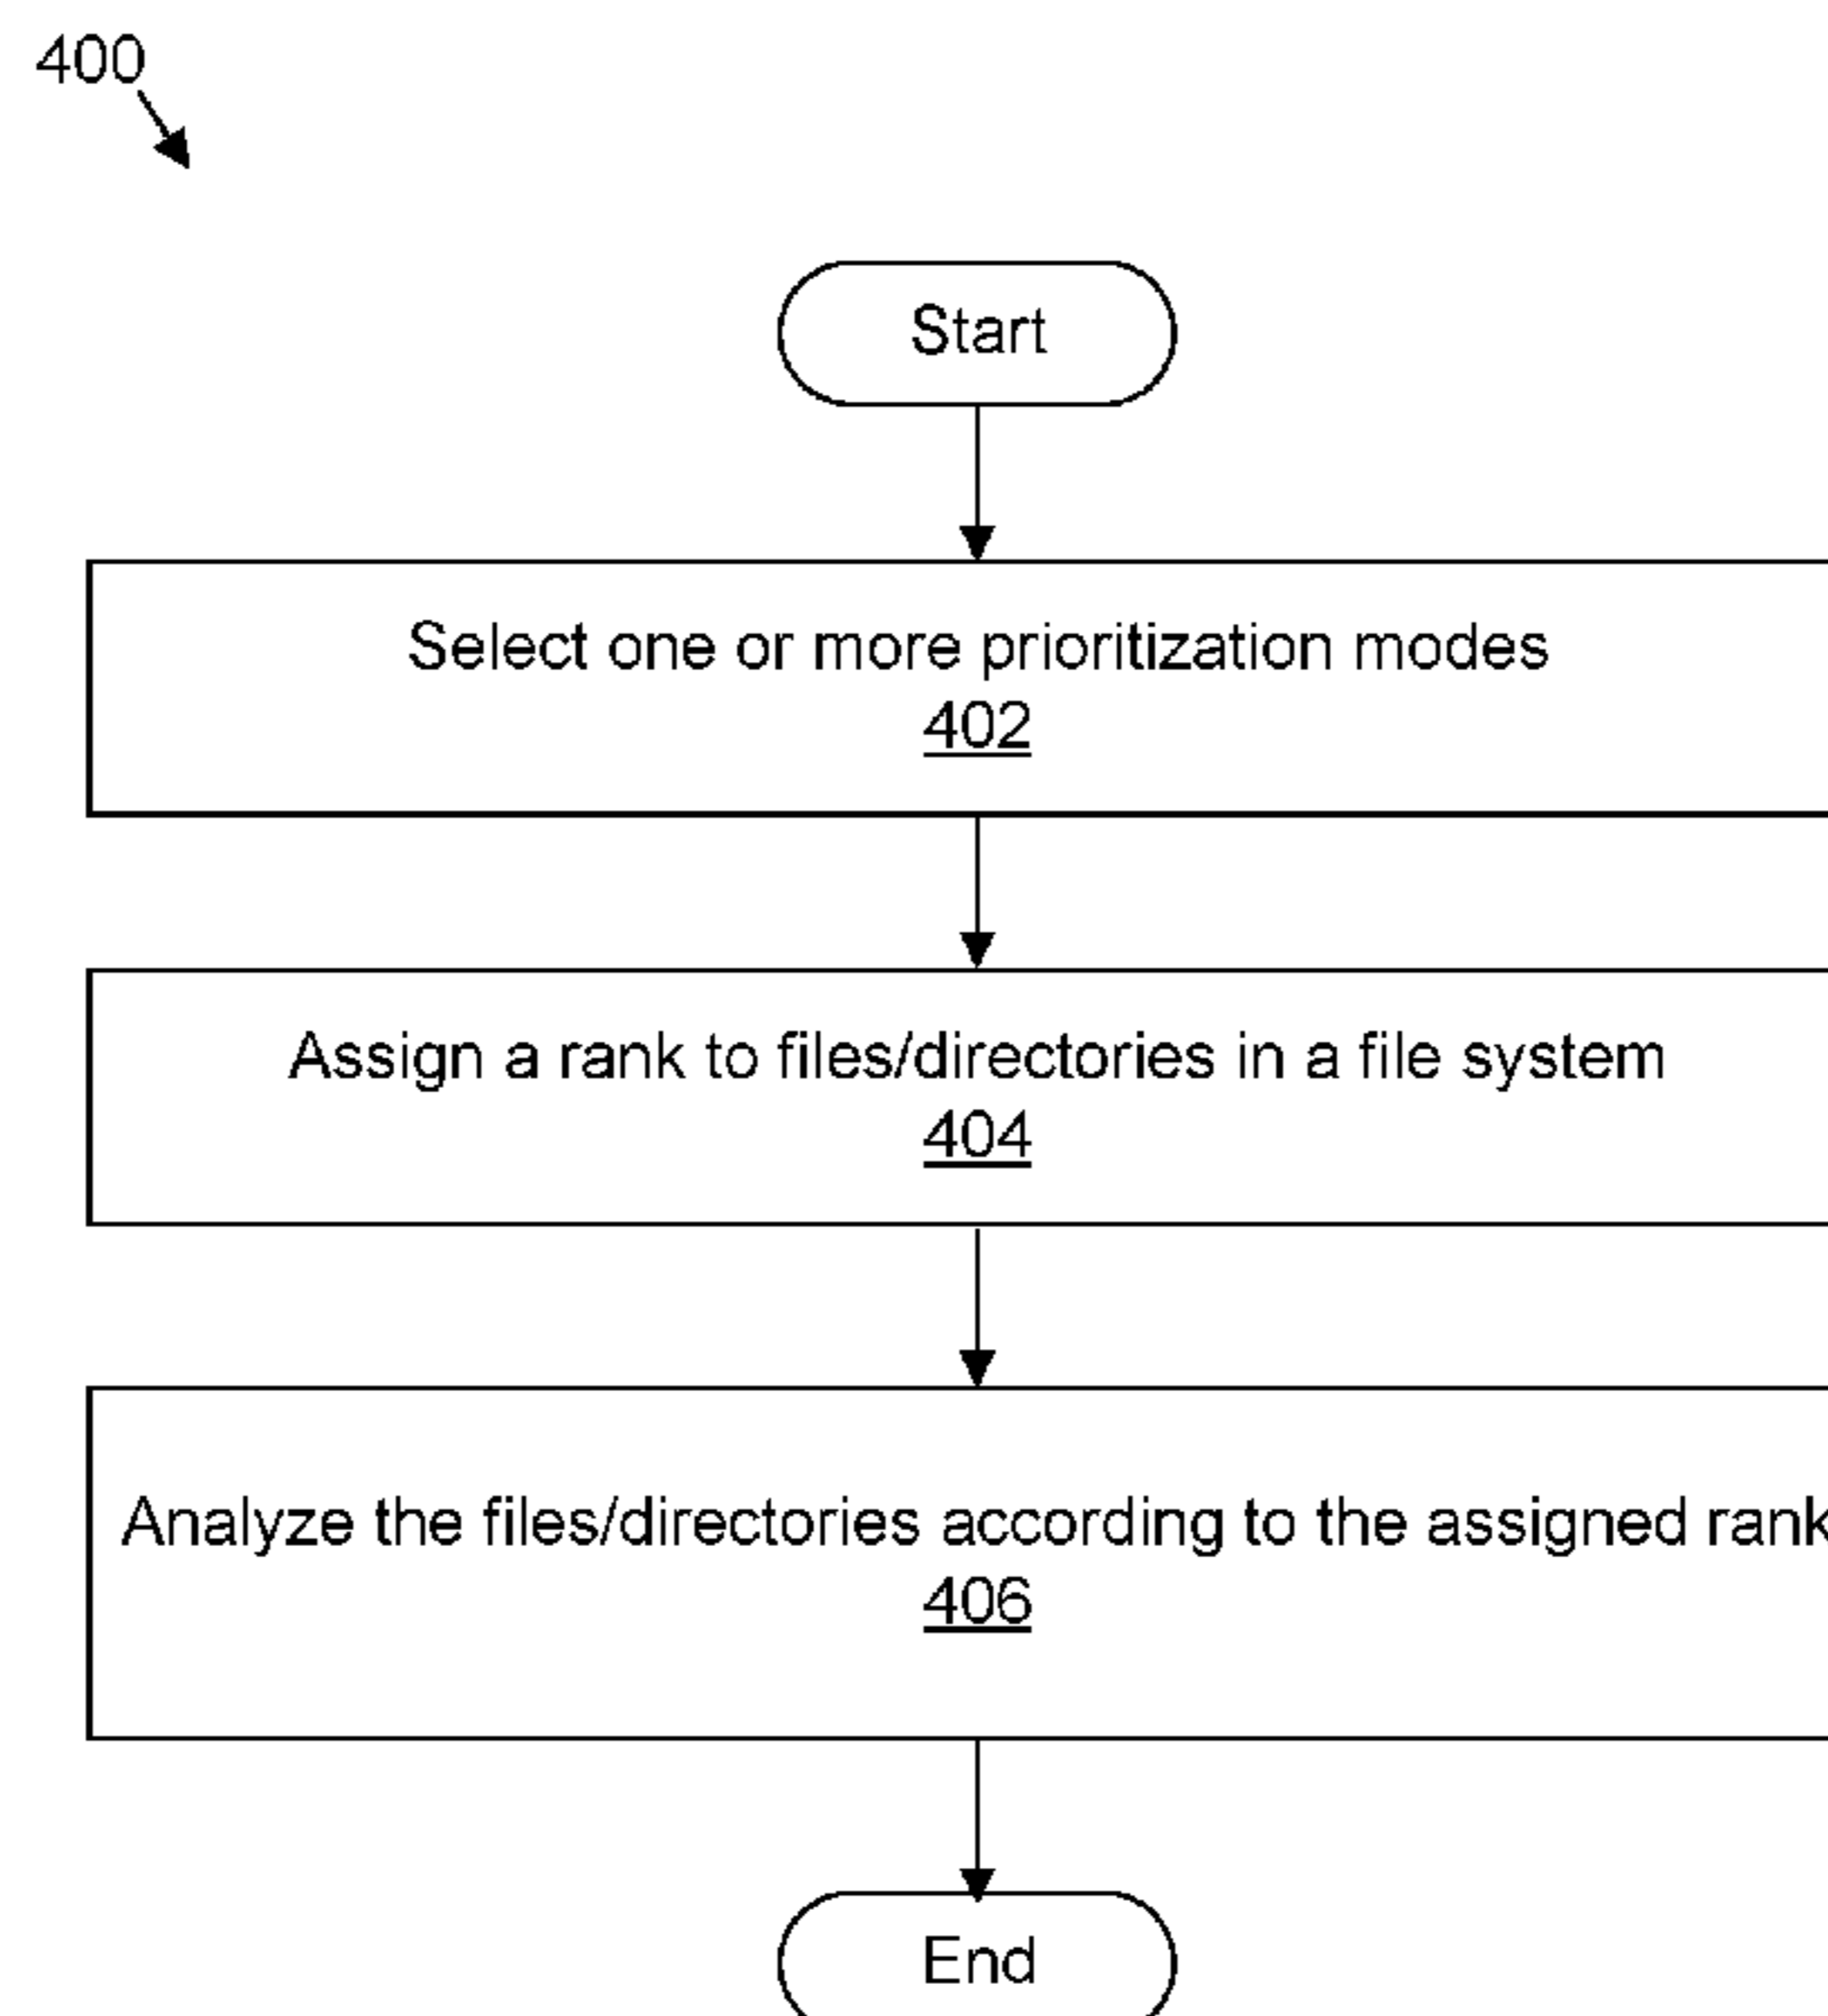 400
Start
Select one or more prioritization modes
402
Assign a rank to files/directories in a file system
404
Analyze the files/directories according to the assigned rank
406
End